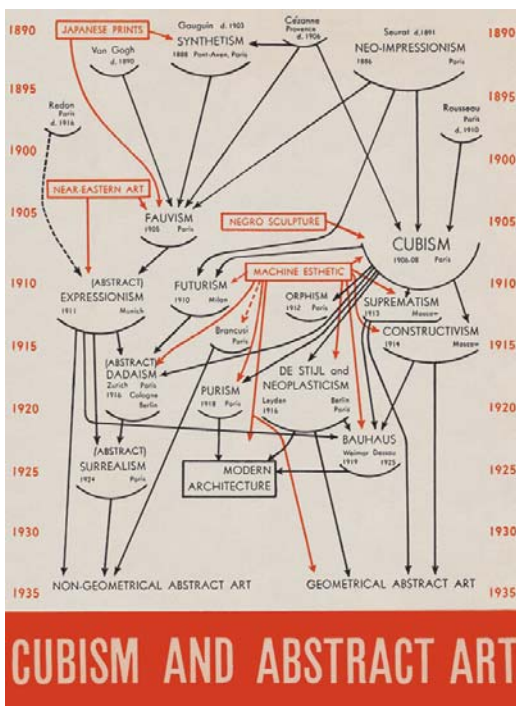 1890
JAPANESE PRINTS
Van Gogh
d. 1890
Gauguin d. 1903
SYNTHETISM
1888 Pont-Aven, Paris
Cézanne
Provence
d. 1906
Seurat d.1891
NEO-IMPRESSIONISM
1886 Paris
1890
1895
1895
Redon
Paris
d. 1916
Rousseau
Paris
d. 1910
1900
1900
NEAR-EASTERN ART
1905
FAUVISM
1905 Paris
NEGRO SCULPTURE
1905
CUBISM
1906-08 Paris
1910
(ABSTRACT)
EXPRESSIONISM
1911 Munich
FUTURISM
1910 Milan
MACHINE ESTHETIC
ORPHISM
1912 Paris
SUPREMATISM
1913 Moscow
1910
Brancusi
Paris
CONSTRUCTIVISM
1914 Moscow
1915
1915
(ABSTRACT)
DADAISM
Zurich Paris
1916 Cologne
Berlin
PURISM
1918 Paris
DE STIJL and
NEOPLASTICISM
Leyden Berlin
1916 Paris
1920
1920
BAUHAUS
Weimar Dessau
1919 1925
(ABSTRACT)
SURREALISM
1924 Paris
MODERN
ARCHITECTURE
1925
1925
1930
1930
NON-GEOMETRICAL ABSTRACT ART
GEOMETRICAL ABSTRACT ART
1935
1935
CUBISM AND ABSTRACT ART